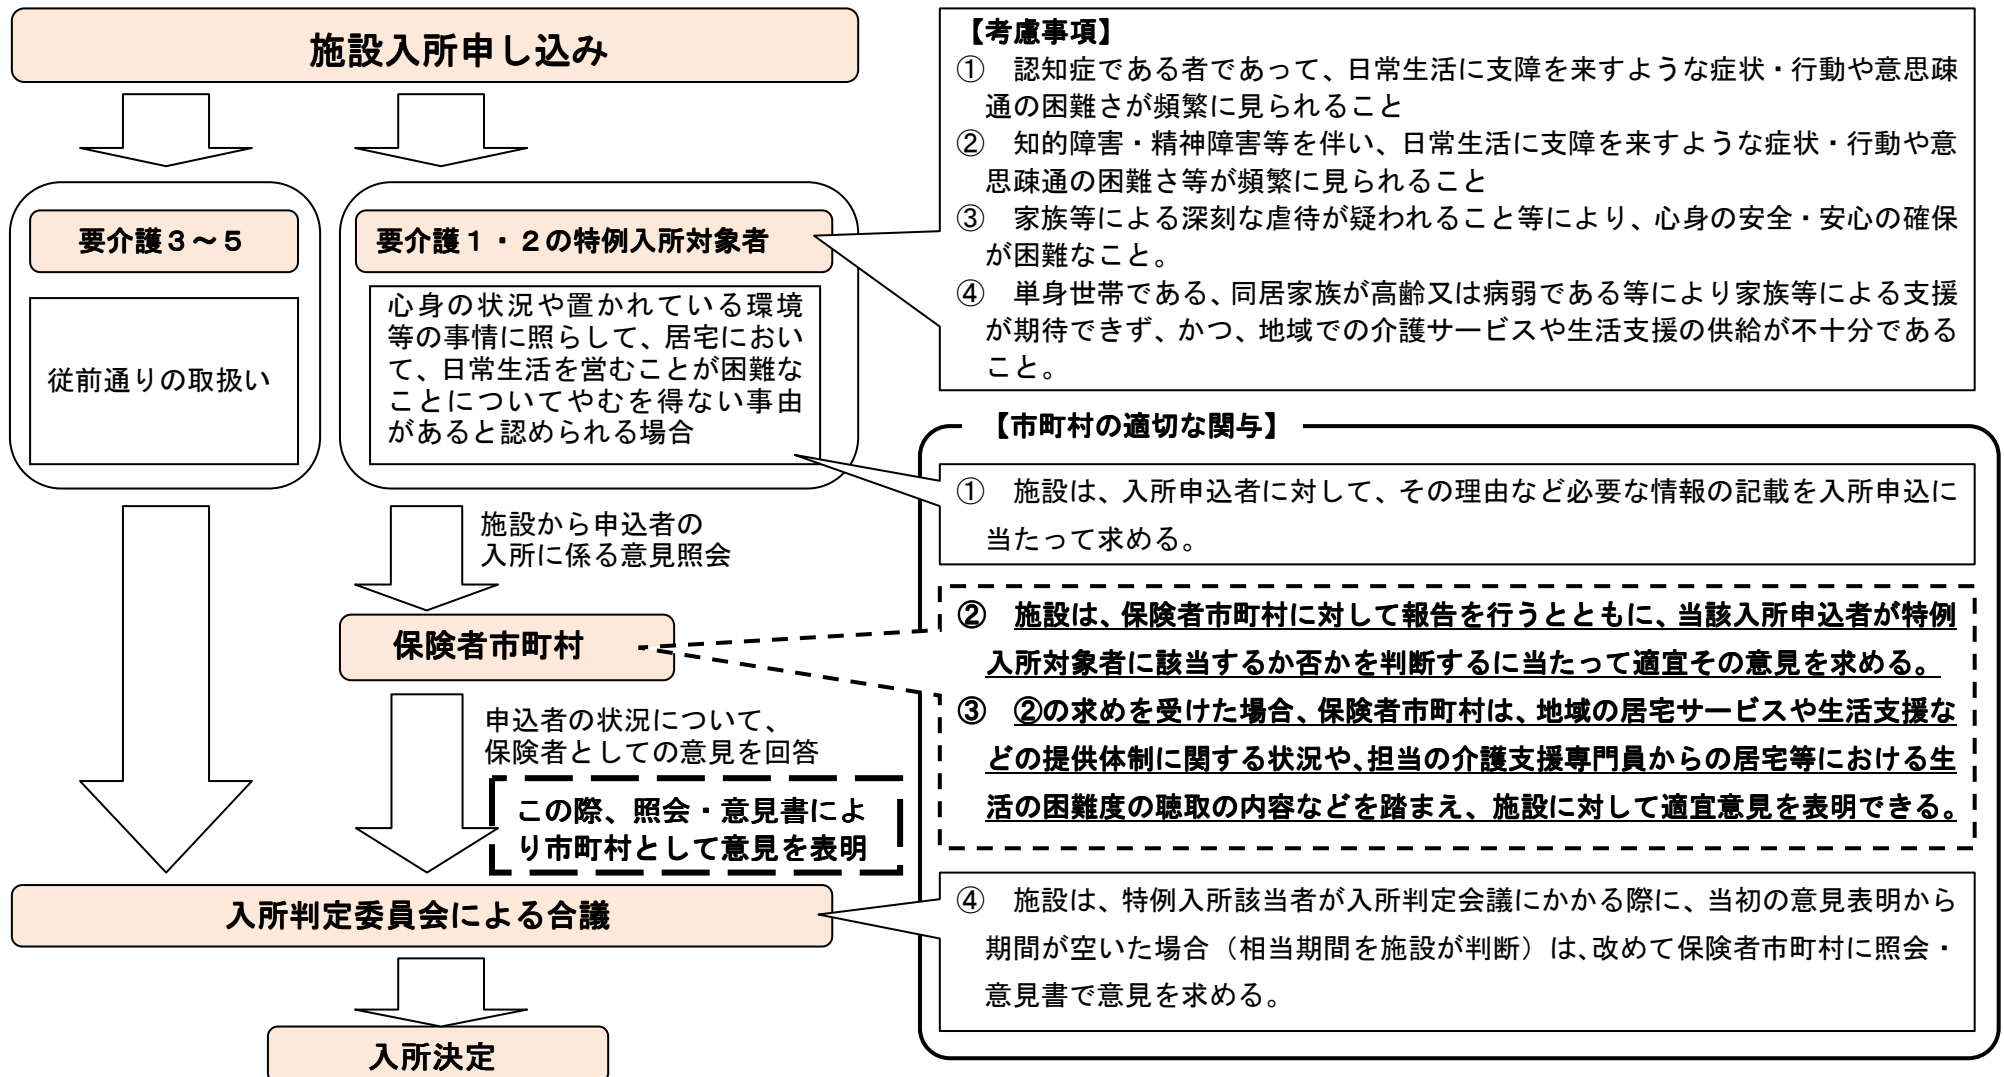 施設入所申し込み
要介護３～５
従前通りの取扱い
要介護１・２の特例入所対象者
心身の状況や置かれている環境
等の事情に照らして、居宅におい
て、日常生活を営むことが困難な
ことについてやむを得ない事由
があると認められる場合
施設から申込者の
入所に係る意見照会
保険者市町村
申込者の状況について、
保険者としての意見を回答
この際、照会・意見書によ
り市町村として意見を表明
入所判定委員会による合議
入所決定
【考慮事項】
①　認知症である者であって、日常生活に支障を来すような症状・行動や意思疎
通の困難さが頻繁に見られること
②　知的障害・精神障害等を伴い、日常生活に支障を来すような症状・行動や意
思疎通の困難さ等が頻繁に見られること
③　家族等による深刻な虐待が疑われること等により、心身の安全・安心の確保
が困難なこと。
④　単身世帯である、同居家族が高齢又は病弱である等により家族等による支援
が期待できず、かつ、地域での介護サービスや生活支援の供給が不十分である
こと。
【市町村の適切な関与】
①　施設は、入所申込者に対して、その理由など必要な情報の記載を入所申込に
当たって求める。
②　施設は、保険者市町村に対して報告を行うとともに、当該入所申込者が特例
入所対象者に該当するか否かを判断するに当たって適宜その意見を求める。
③　②の求めを受けた場合、保険者市町村は、地域の居宅サービスや生活支援な
どの提供体制に関する状況や、担当の介護支援専門員からの居宅等における生
活の困難度の聴取の内容などを踏まえ、施設に対して適宜意見を表明できる。
④　施設は、特例入所該当者が入所判定会議にかかる際に、当初の意見表明から
期間が空いた場合（相当期間を施設が判断）は、改めて保険者市町村に照会・
意見書で意見を求める。